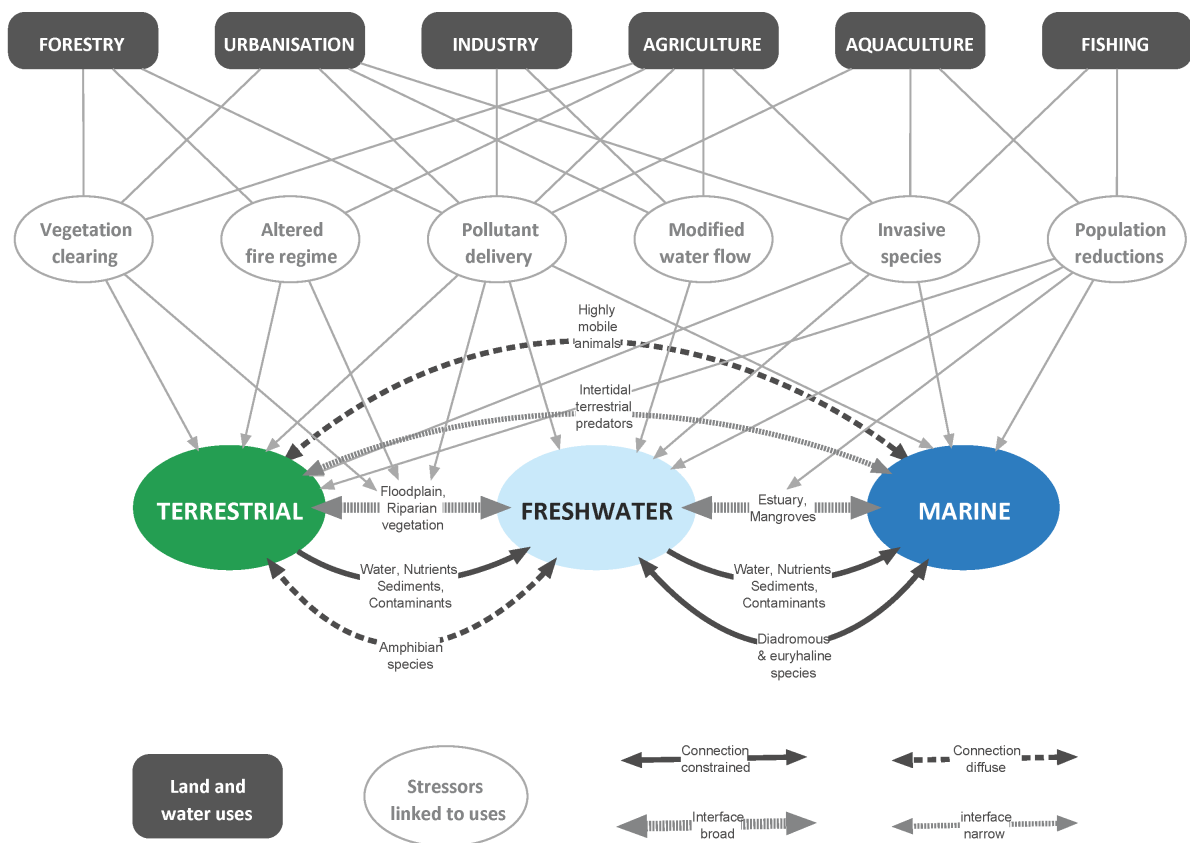 FORESTRY
URBANISATION
INDUSTRY
AGRICULTURE
AQUACULTURE
FISHING
Vegetation
clearing
Altered
fire regime
Pollutant
delivery
Modified
water flow
Invasive
species
Population
reductions
Highly
mobile
animals
Intertidal
terrestrial
predators
TERRESTRIAL
Floodplain,
Riparian
vegetation
FRESHWATER
Estuary,
Mangroves
MARINE
Water, Nutrients
Sediments,
Contaminants
Water, Nutrients
Sediments,
Contaminants
Amphibian
species
Diadromous
& euryhaline
species
Land and
water uses
Stressors
linked to uses
Connection
constrained
Connection
diffuse
Interface
broad
interface
narrow